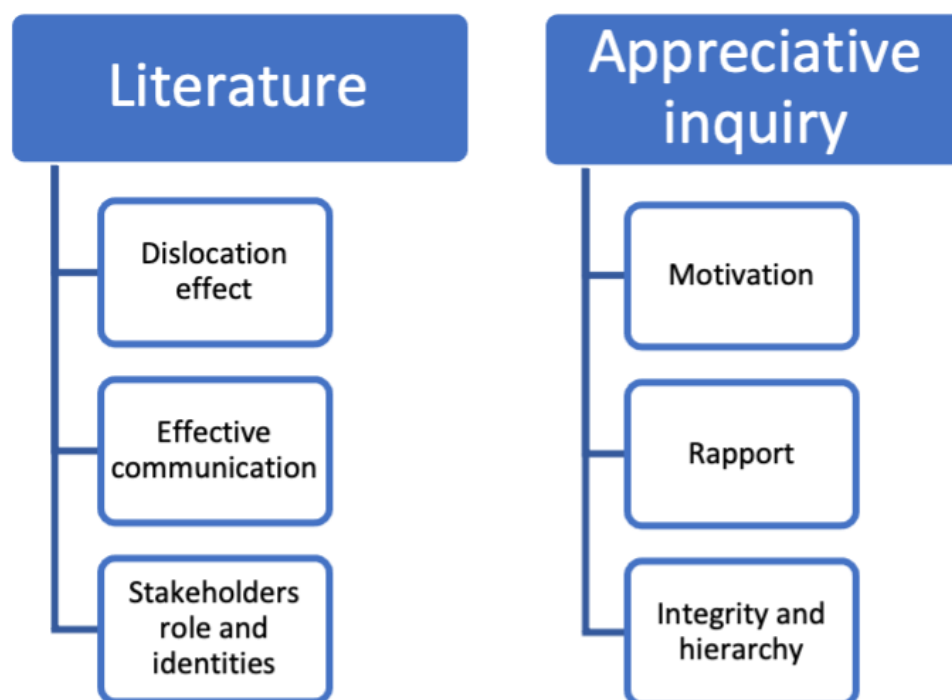 Literature
Dislocation
effect
Effective
communication
Stakeholders
role and
identities
Appreciative
inquiry
Motivation
Rapport
Integrity and
hierarchy